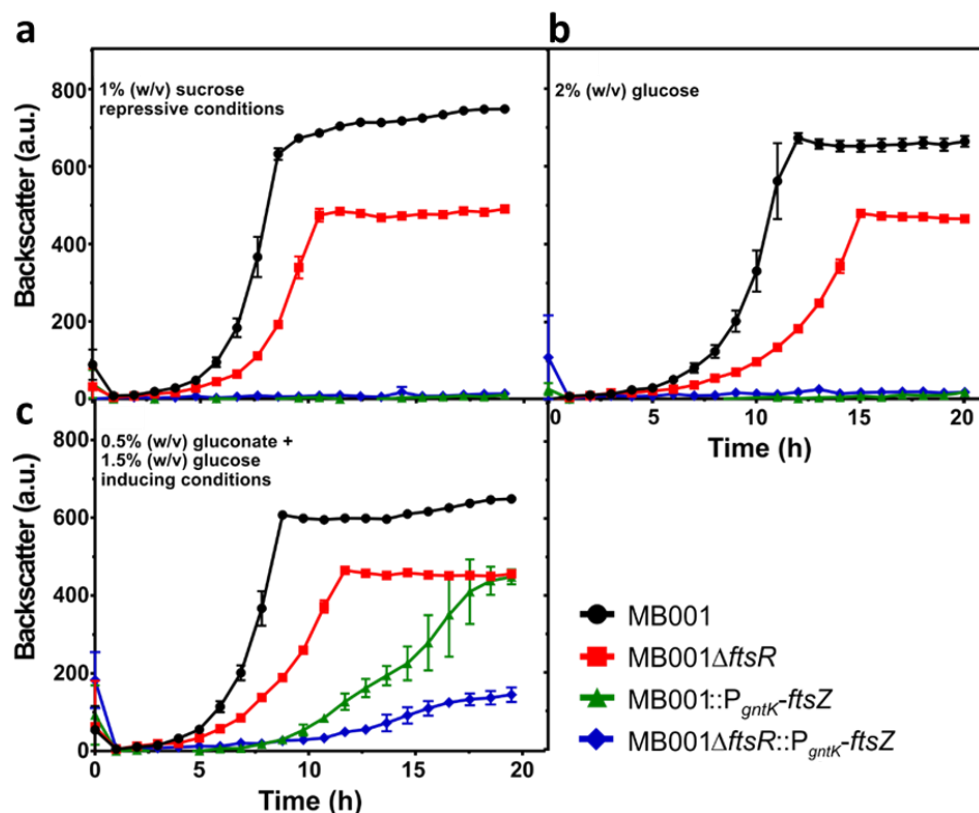 a
1% (w/v) sucrose
repressive conditions
Backscatter (a.u.)
800
600
400
200
0
b
2% (w/v) glucose
0 5 10 15 20
Time (h)
c
0.5% (w/v) gluconate +
1.5% (w/v) glucose
inducing conditions
Backscatter (a.u.)
800
600
400
200
0
0 5 10 15 20
Time (h)
MB001
MB001ΔftsR
MB001::PgntK-ftsZ
MB001ΔftsR::PgntK-ftsZ